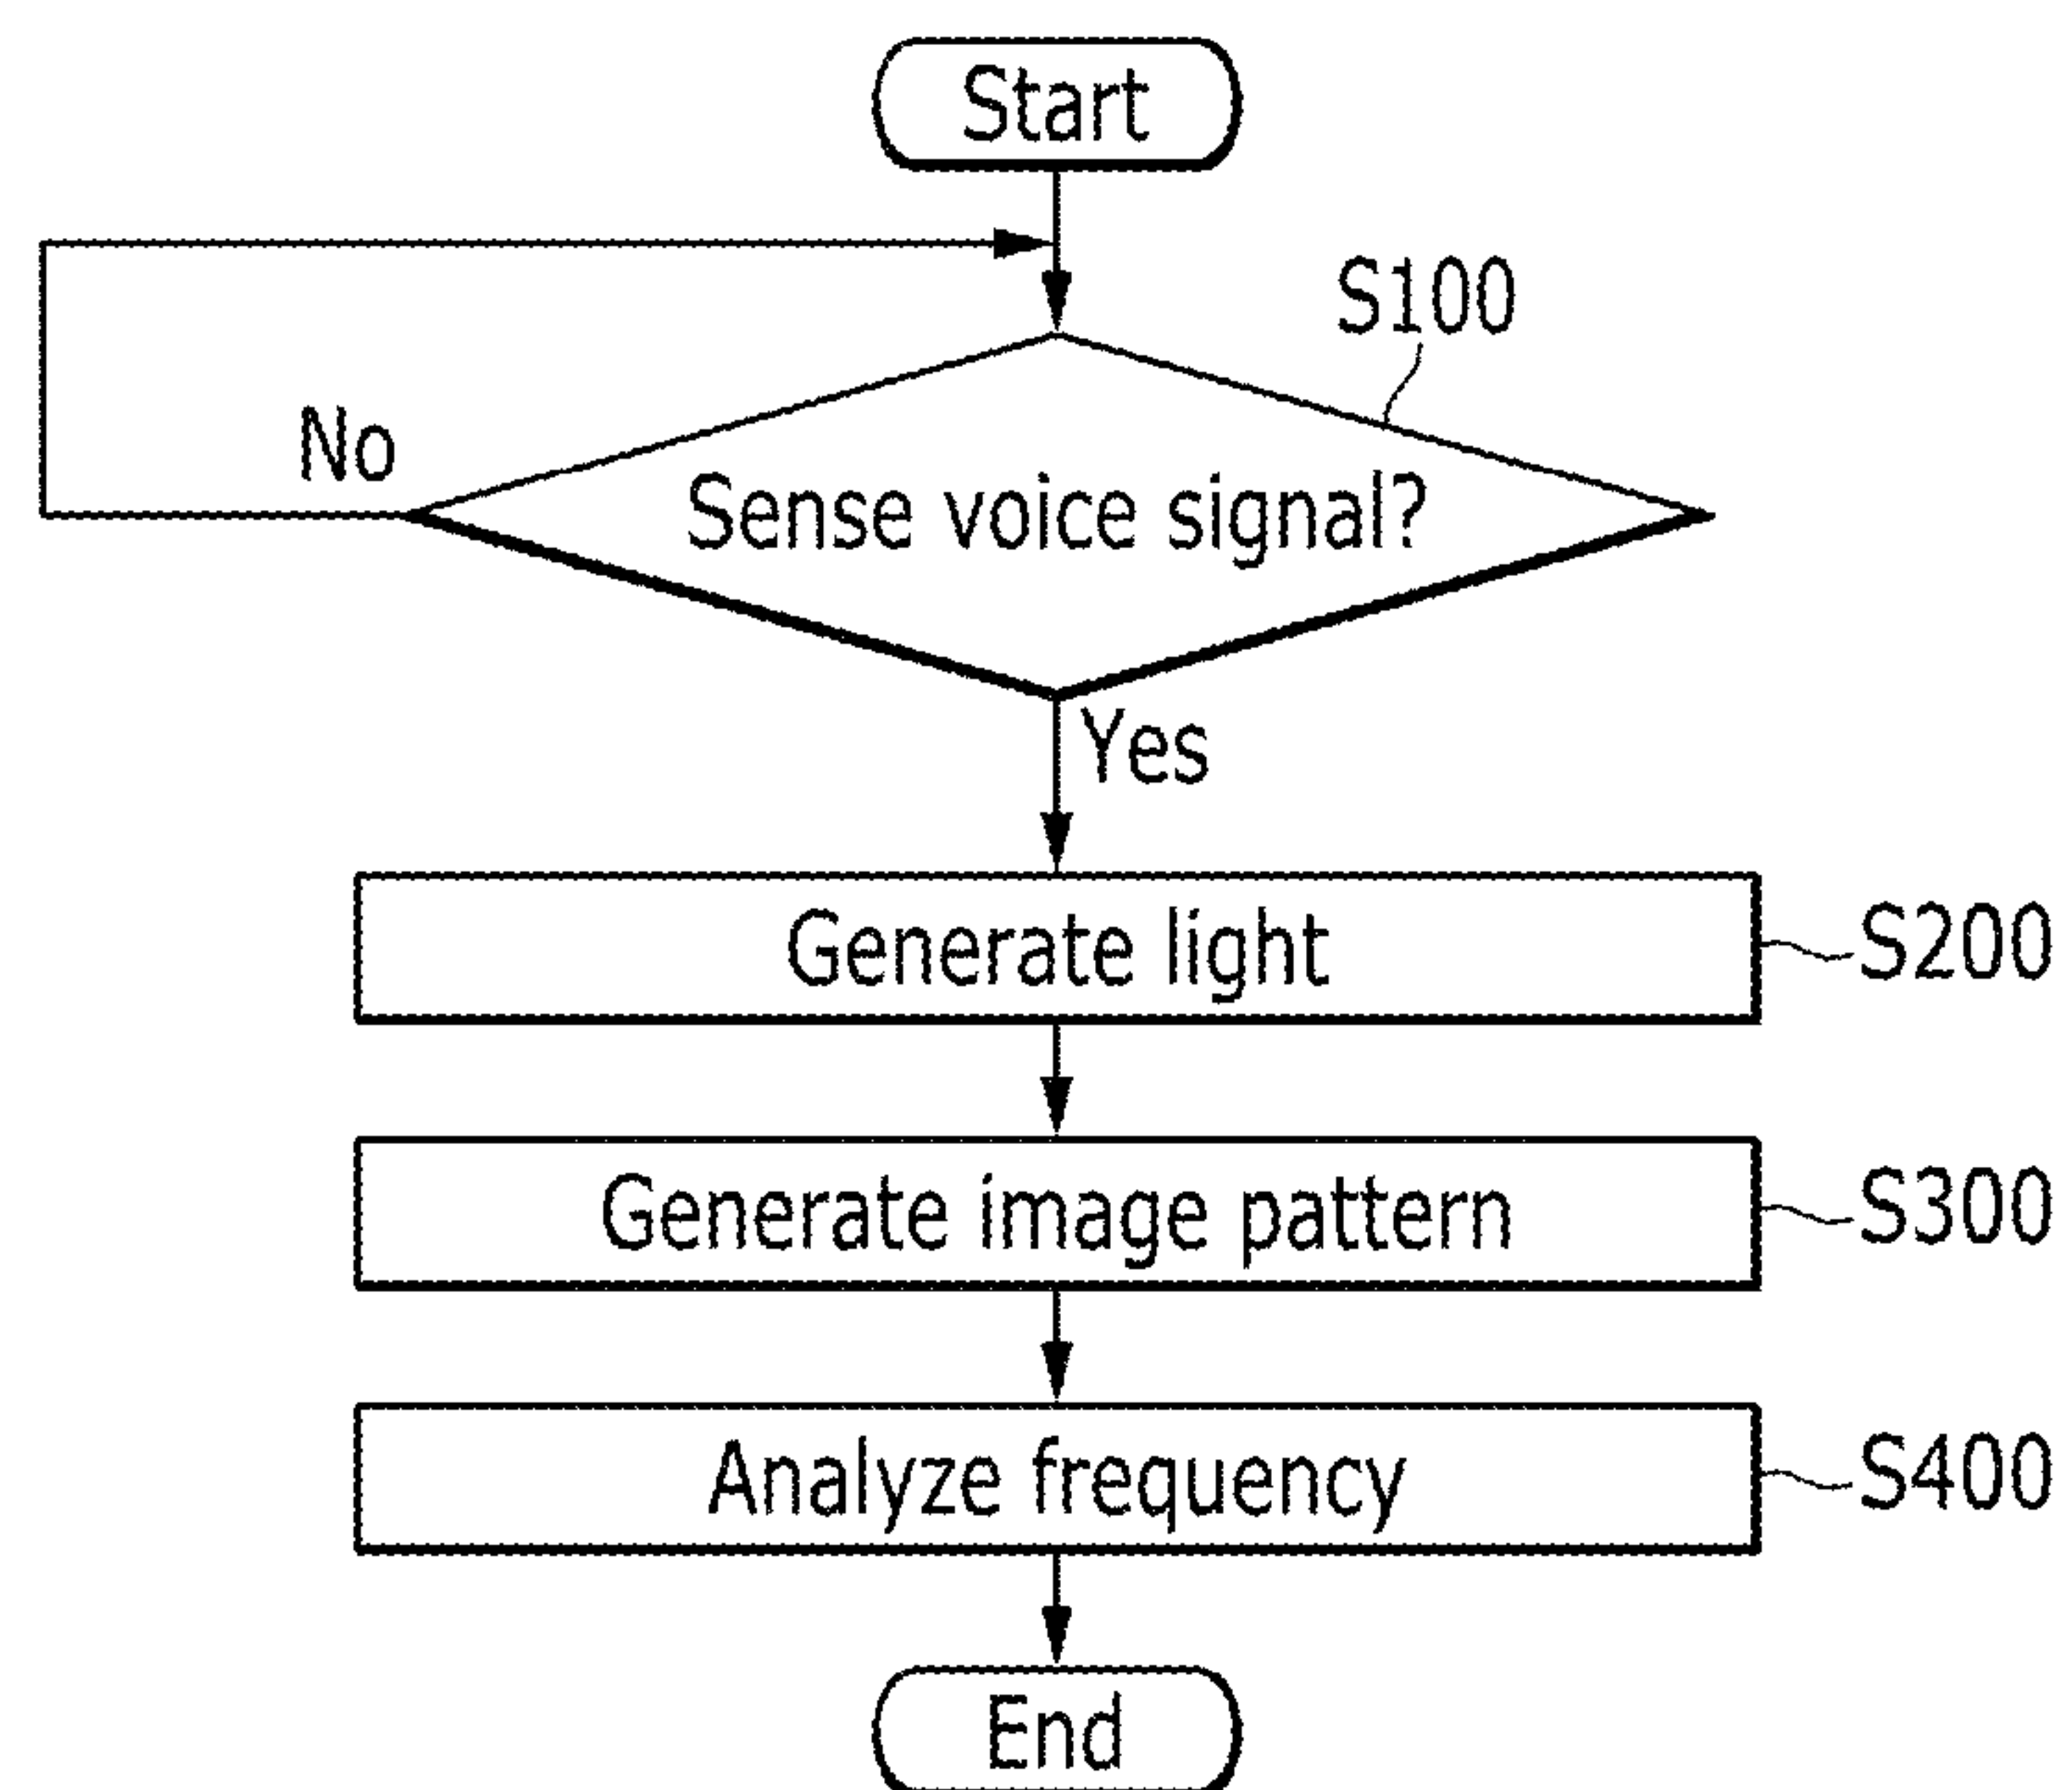 Start
S100
No
Sense voice signal?
Yes
Generate light
S200
Generate image pattern
S300
Analyze frequency
S400
End